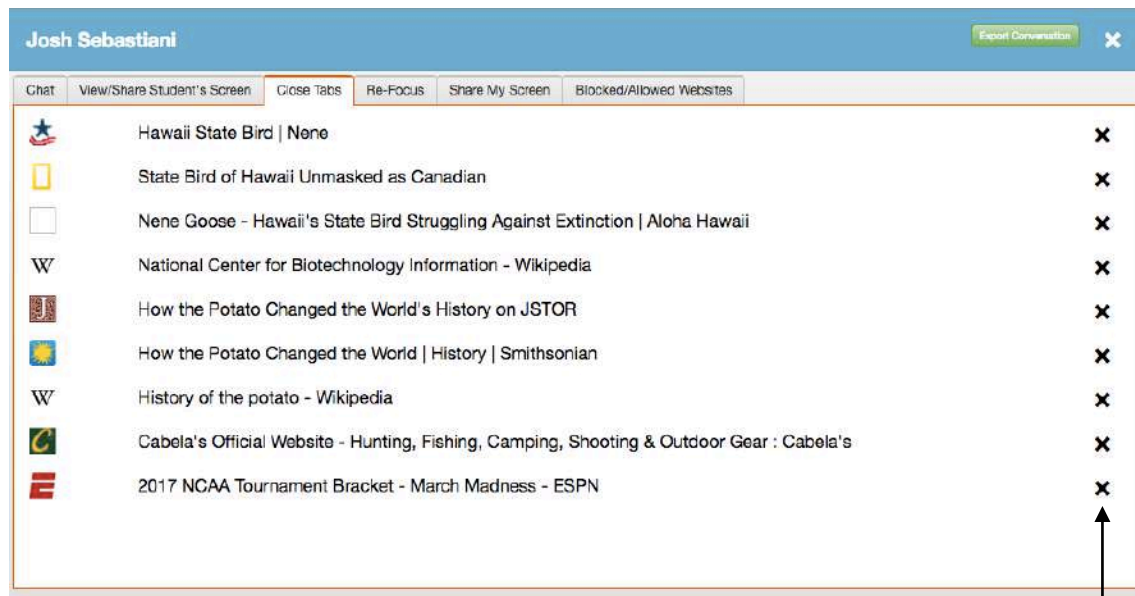 Josh Sebastiani
Export Conversation
Chat View/Share Student's Screen Close Tabs Re-Focus Share My Screen Blocked/Allowed Websites
Hawaii State Bird | Nene
State Bird of Hawaii Unmasked as Canadian
Nene Goose - Hawaii's State Bird Struggling Against Extinction | Aloha Hawaii
W National Center for Biotechnology Information - Wikipedia
J How the Potato Changed the World's History on JSTOR
How the Potato Changed the World | History | Smithsonian
W History of the potato - Wikipedia
C Cabela's Official Website - Hunting, Fishing, Camping, Shooting & Outdoor Gear : Cabela's
E 2017 NCAA Tournament Bracket - March Madness - ESPN